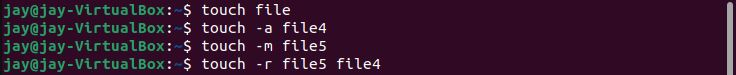 jay@jay-VirtualBox:~$ touch file
jay@jay-VirtualBox:~$ touch -a file4
jay@jay-VirtualBox:~$ touch -m file5
jay@jay-VirtualBox:~$ touch -r file5 file4